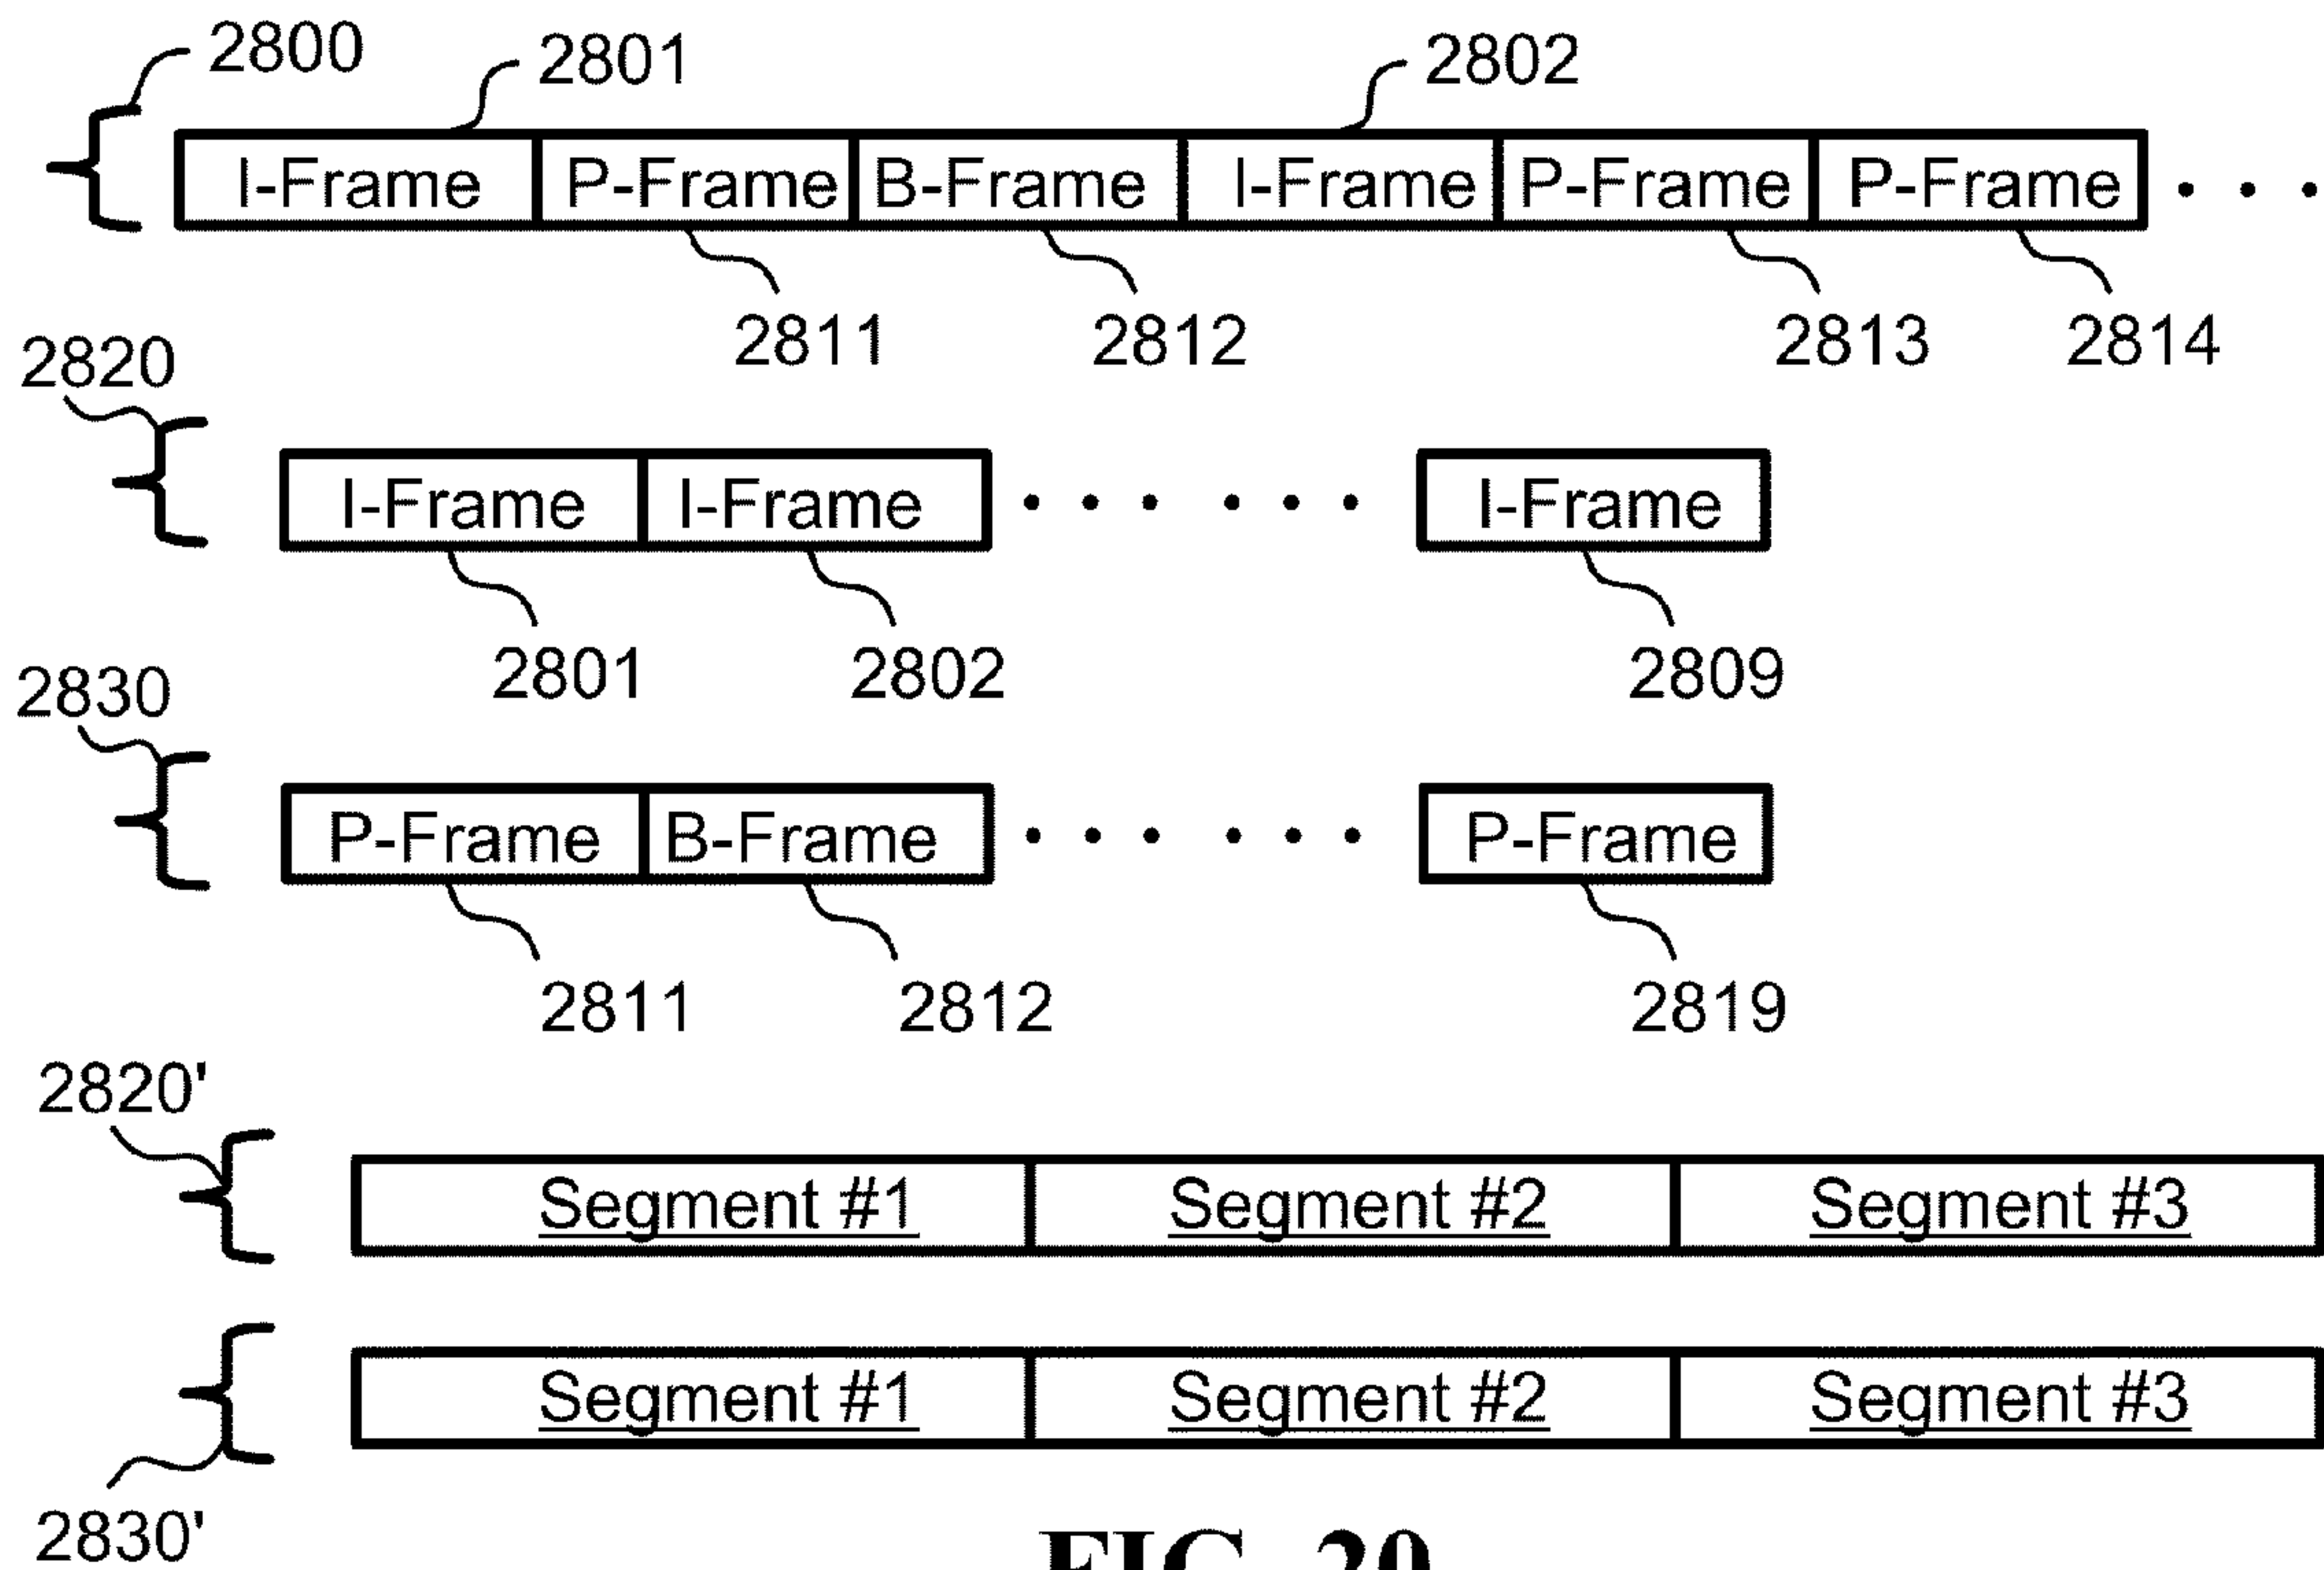 2800 2801 2802
I-Frame P-Frame B-Frame I-Frame P-Frame P-Frame . . .
2811 2812 2813 2814
2820
I-Frame I-Frame . . . . . . I-Frame
2801 2802 2809
2830
P-Frame B-Frame . . . . . . P-Frame
2811 2812 2819
2820'
Segment #1 Segment #2 Segment #3
Segment #1 Segment #2 Segment #3
2830'